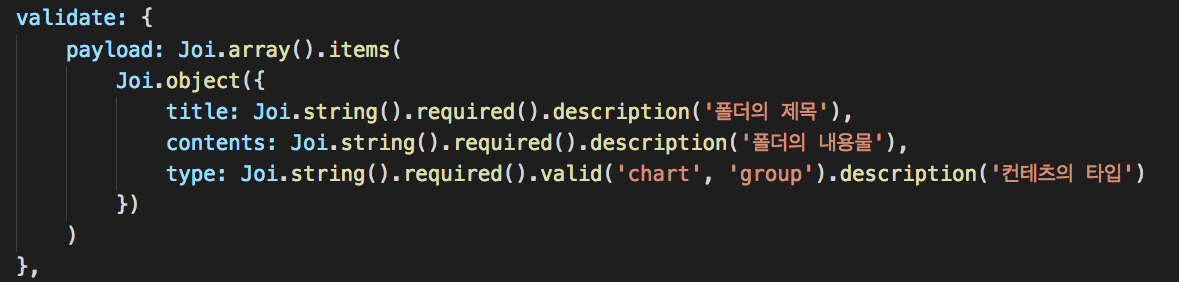 validate: {
payload: Joi.array().items(
Joi.object({
title: Joi.string().required().description('폴더의 제목'),
contents: Joi.string().required().description('폴더의 내용물'),
type: Joi.string().required().valid('chart', 'group').description('컨테츠의 타입')
})
)
},